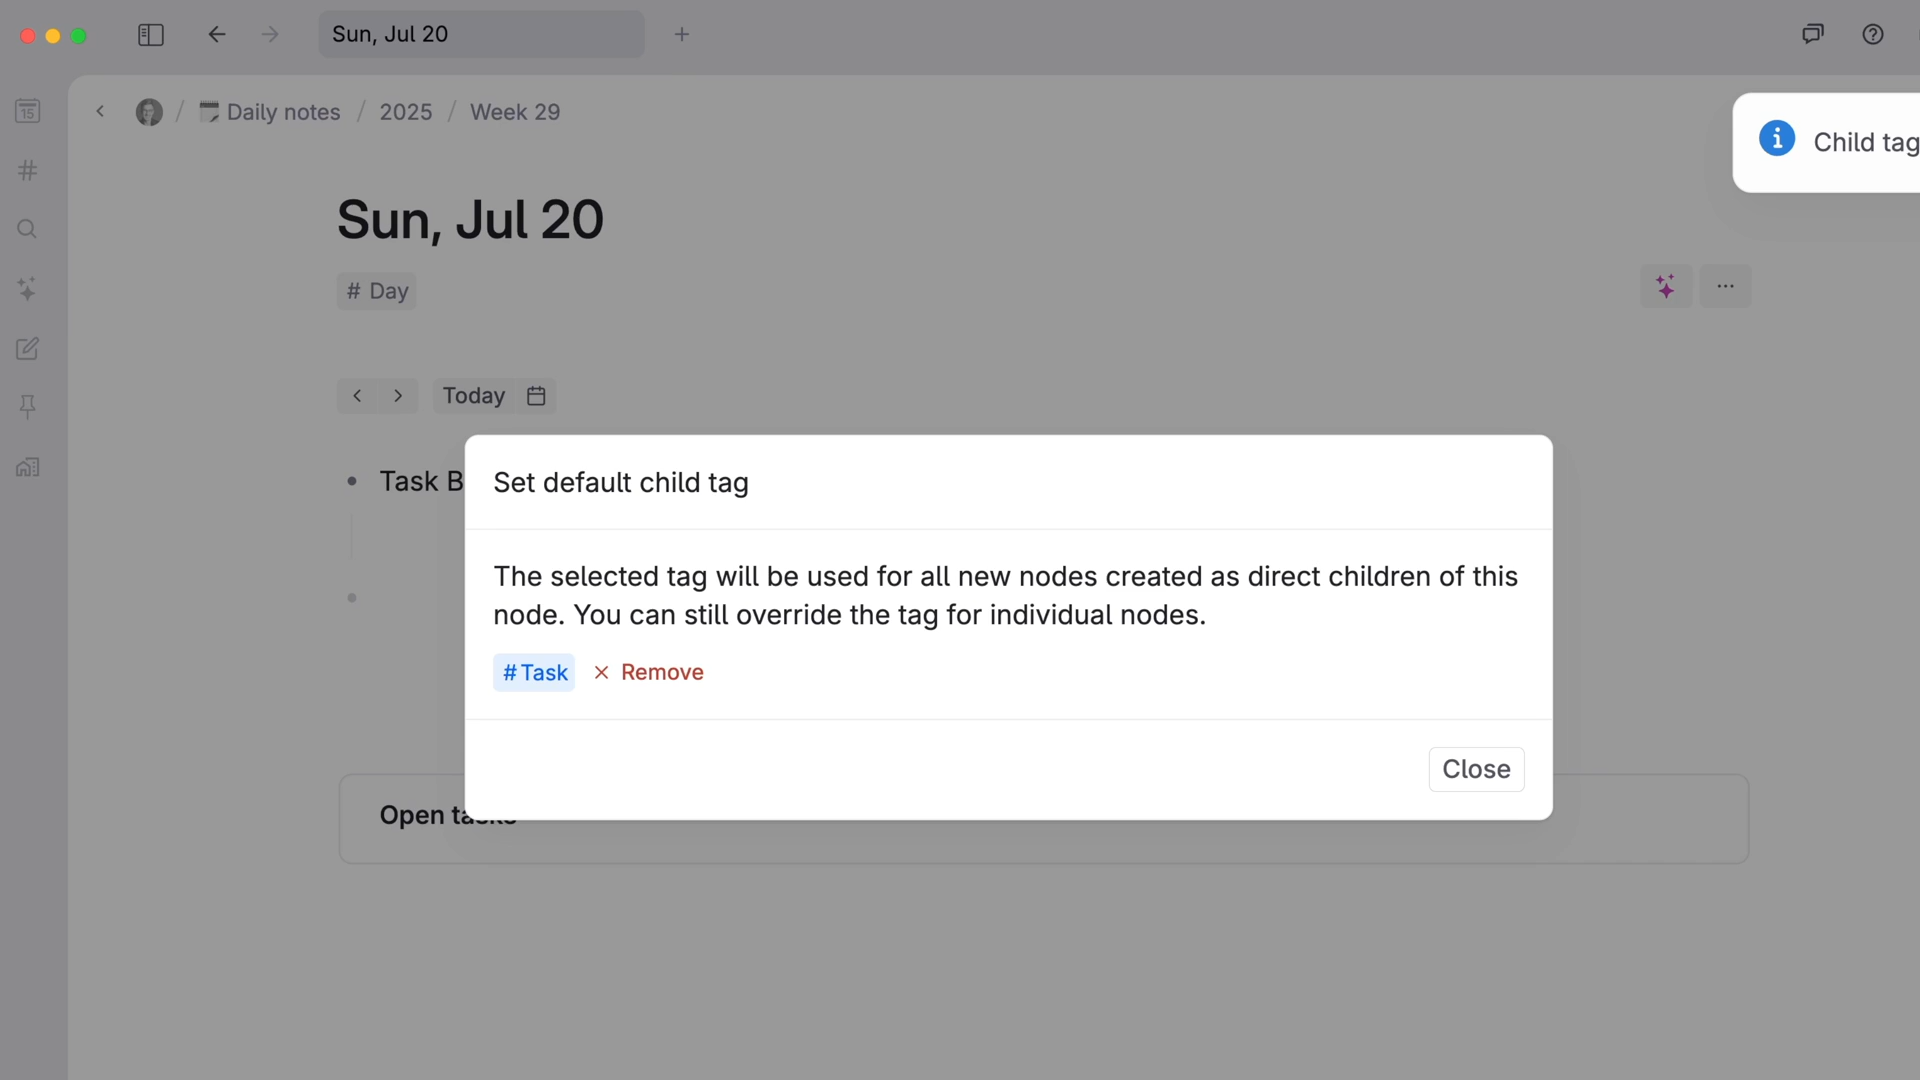 Sun, Jul 20
15
/ Daily notes / 2025 / Week 29
Child tag
Sun, Jul 20
# Day
Today
Task B
Set default child tag
The selected tag will be used for all new nodes created as direct children of this
node. You can still override the tag for individual nodes.
#Task × Remove
Close
Open tasks